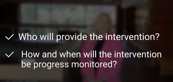 ✓ Who will provide the intervention?
✓ How and when will the intervention
be progress monitored?